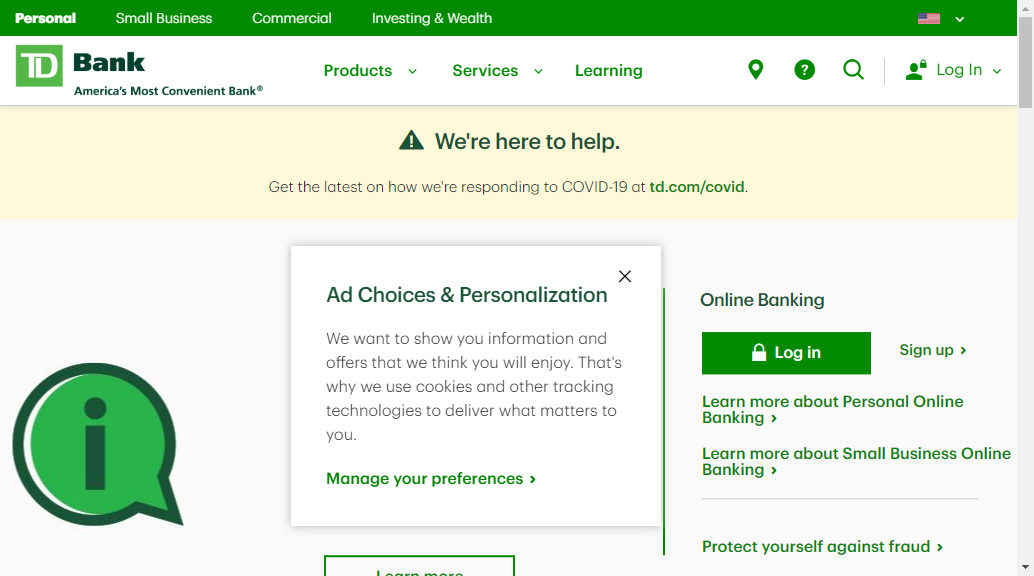 Personal Small Business Commercial Investing & Wealth
TD Bank
America's Most Convenient Bank®
Products Services Learning ? Log In
We're here to help.
Get the latest on how we're responding to COVID-19 at td.com/covid.
Ad Choices & Personalization
We want to show you information and
offers that we think you will enjoy. That's
why we use cookies and other tracking
technologies to deliver what matters to
you.
Manage your preferences ›
Learn more
Online Banking
Log in Sign up ›
Learn more about Personal Online
Banking ›
Learn more about Small Business Online
Banking ›
Protect yourself against fraud ›
i